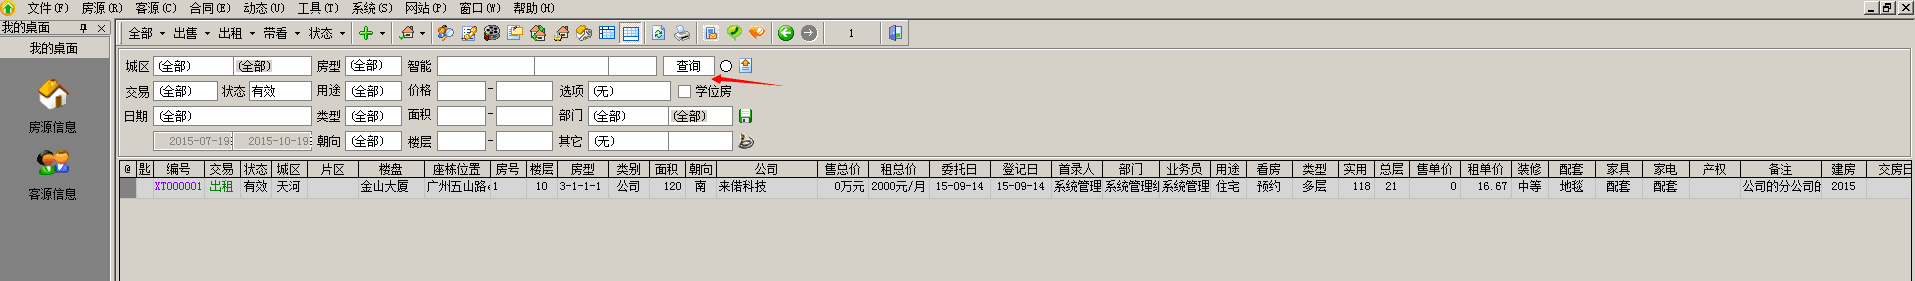 文件(F) 房源(R) 客源(C) 合同(E) 动态(U) 工具(T) 系统(S) 网站(P) 窗口(W) 帮助(H)
我的桌面
我的桌面
房源信息
客源信息
全部 出售 出租 带看 状态 1
城区 (全部) (全部) 房型 (全部) 智能 查询
交易 (全部) 状态 有效 用途 (全部) 价格 - 选项 (无) 学位房
日期 (全部) 类型 (全部) 面积 - 部门 (全部) (全部)
2015-07-19 2015-10-19 朝向 (全部) 楼层 - 其它 (无)
@ 匙 编号 交易 状态 城区 片区 楼盘 座栋位置 房号 楼层 房型 类别 面积 朝向 公司 售总价 租总价 委托日 登记日 首录人 部门 业务员 用途 看房 类型 实用 总层 售单价 租单价 装修 配套 家具 家电 产权 备注 建房 交房日
XT000001 出租 有效 天河 金山大厦 广州五山路 1 10 3-1-1-1 公司 120 南 来偌科技 0万元 2000元/月 15-09-14 15-09-14 系统管理 系统管理 系统管理 住宅 预约 多层 118 21 0 16.67 中等 地毯 配套 配套 公司的分公司的 2015